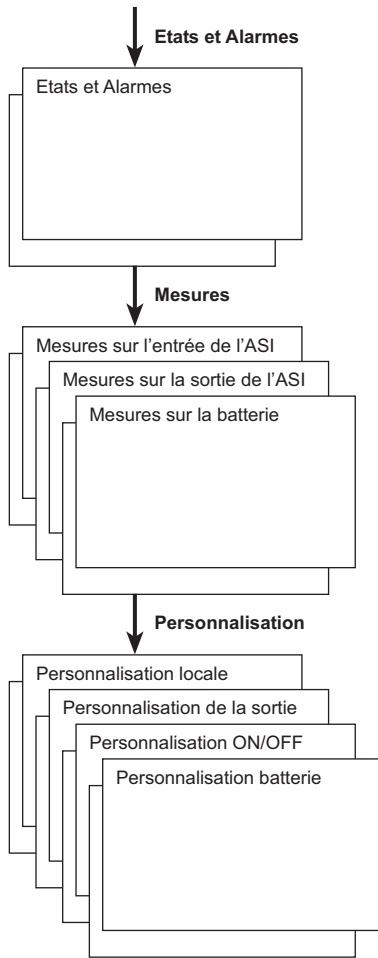 Etats et Alarmes
Etats et Alarmes
Mesures
Mesures sur l'entrée de l'ASI
Mesures sur la sortie de l'ASI
Mesures sur la batterie
Personnalisation
Personnalisation locale
Personnalisation de la sortie
Personnalisation ON/OFF
Personnalisation batterie